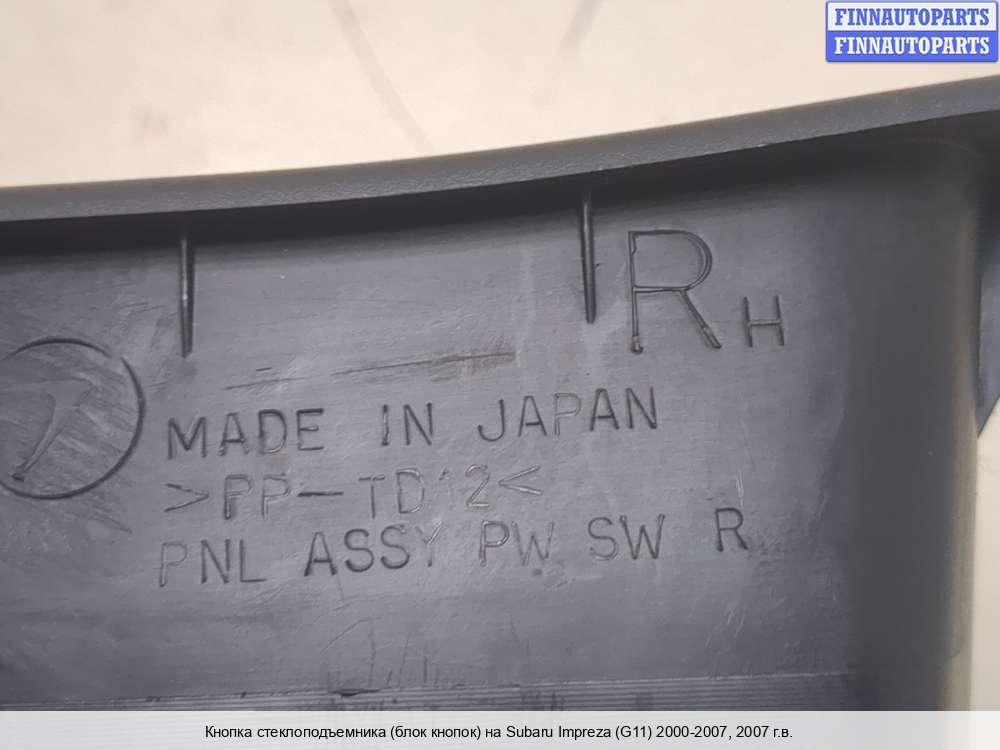 FINNAUTOPARTS
FINNAUTOPARTS
RH
MADE IN JAPAN
>PP-TD12<
PNL ASSY PW SW R
Кнопка стеклоподъемника (блок кнопок) на Subaru Impreza (G11) 2000-2007, 2007 г.в.